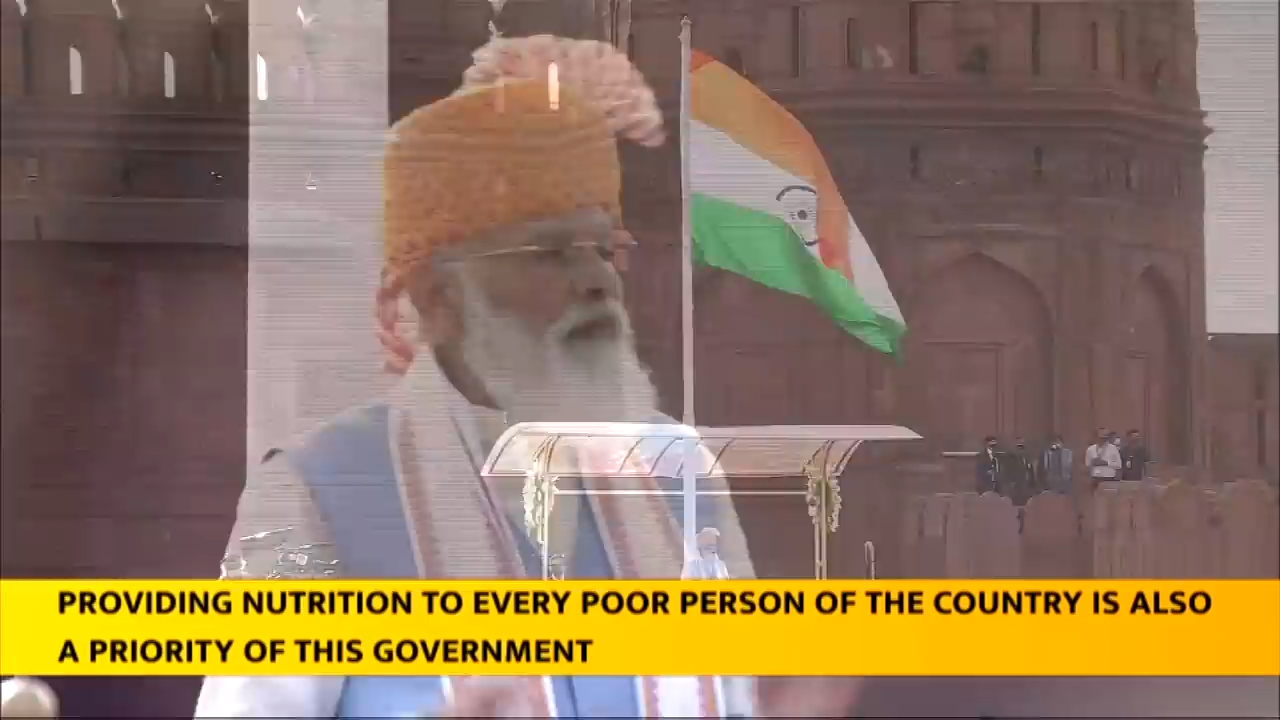 PROVIDING NUTRITION TO EVERY POOR PERSON OF THE COUNTRY IS ALSO
A PRIORITY OF THIS GOVERNMENT